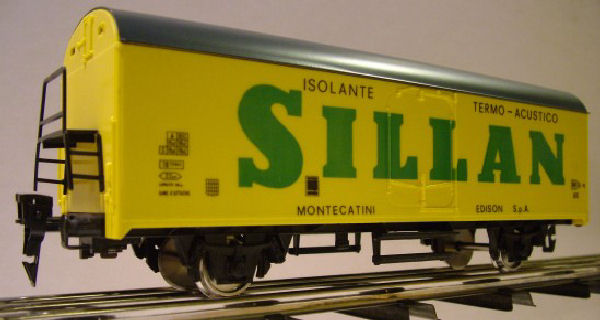 ISOLANTE
TERMO-ACUSTICO
SILLAN
MONTECATINI EDISON S.p.A.